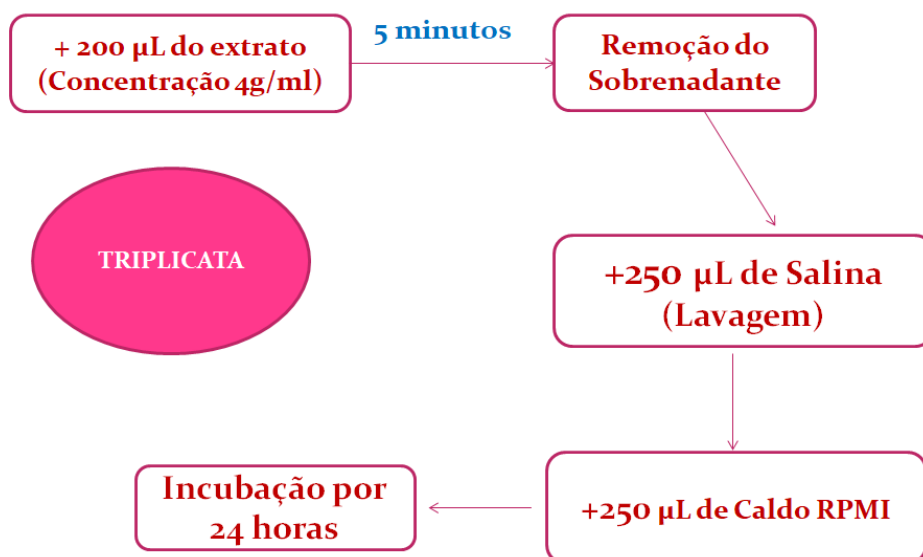 + 200 µL do extrato
(Concentração 4g/ml)
5 minutos
Remoção do
Sobrenadante
TRIPLICATA
+250 µL de Salina
(Lavagem)
+250 µL de Caldo RPMI
Incubação por
24 horas